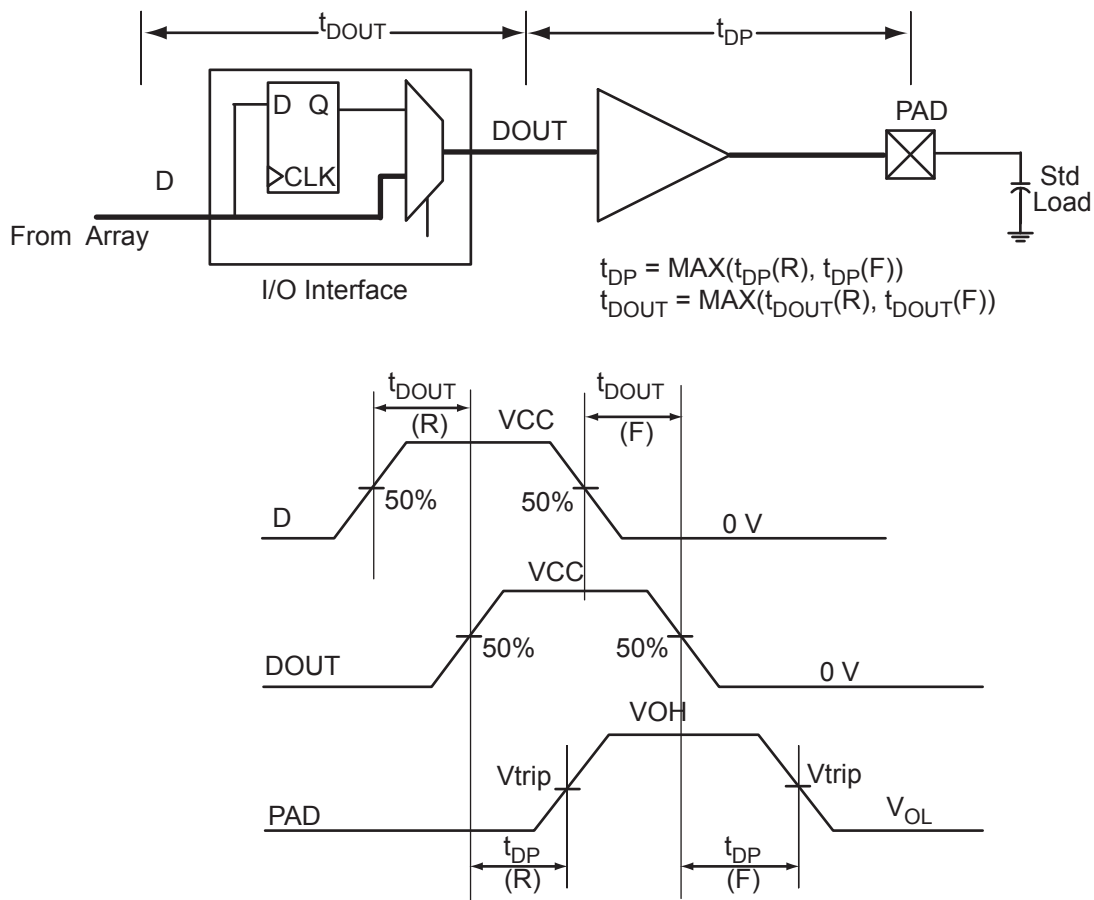 tDOUT
tDP
D Q
CLK
D
From Array
I/O Interface
DOUT
PAD
Std
Load
tDP = MAX(tDP(R), tDP(F))
tDOUT = MAX(tDOUT(R), tDOUT(F))
tDOUT
(R)
VCC
tDOUT
(F)
50%
50%
D
0 V
VCC
50%
50%
DOUT
0 V
VOH
Vtrip
Vtrip
PAD
VOL
tDP
(R)
tDP
(F)